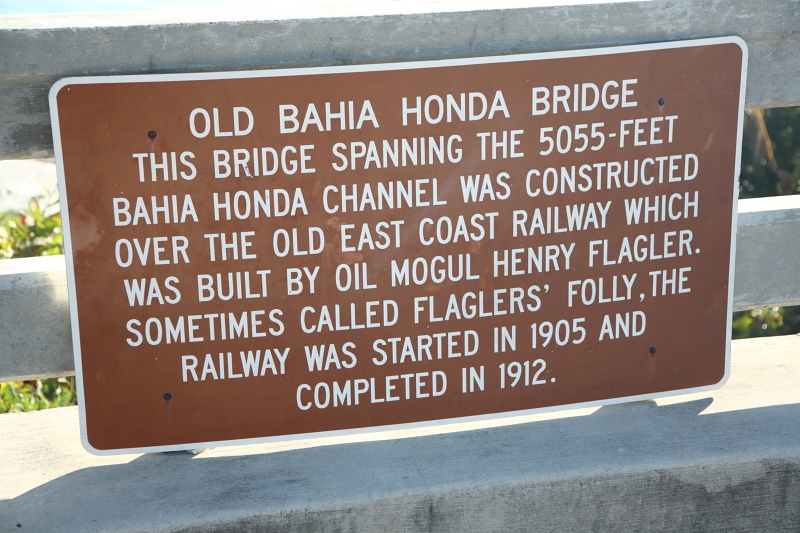 OLD BAHIA HONDA BRIDGE
THIS BRIDGE SPANNING THE 5055-FEET
BAHIA HONDA CHANNEL WAS CONSTRUCTED
OVER THE OLD EAST COAST RAILWAY WHICH
WAS BUILT BY OIL MOGUL HENRY FLAGLER.
SOMETIMES CALLED FLAGLERS' FOLLY, THE
RAILWAY WAS STARTED IN 1905 AND
COMPLETED IN 1912.